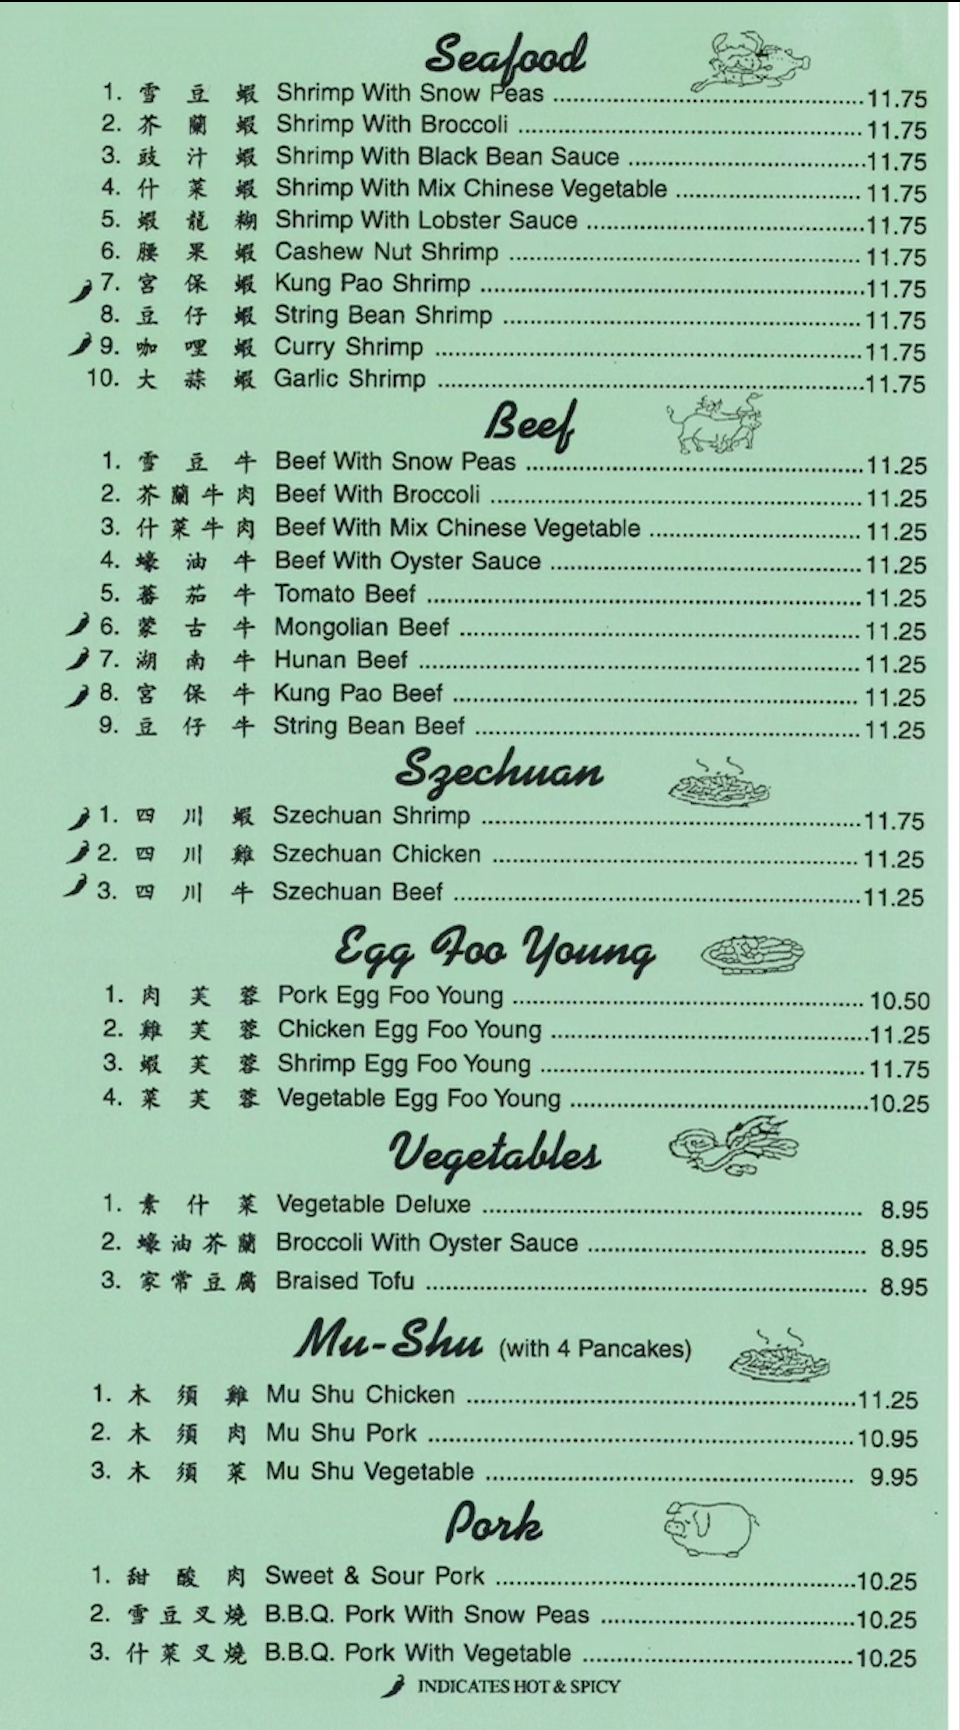 Seafood
1. 雪豆蝦 Shrimp With Snow Peas 11.75
2. 芥蘭蝦 Shrimp With Broccoli 11.75
3. 豉汁蝦 Shrimp With Black Bean Sauce 11.75
4. 什菜蝦 Shrimp With Mix Chinese Vegetable 11.75
5. 蝦龍糊 Shrimp With Lobster Sauce 11.75
6. 腰果蝦 Cashew Nut Shrimp 11.75
7. 宮保蝦 Kung Pao Shrimp 11.75
8. 豆仔蝦 String Bean Shrimp 11.75
9. 咖哩蝦 Curry Shrimp 11.75
10. 大蒜蝦 Garlic Shrimp 11.75
Beef
1. 雪豆牛 Beef With Snow Peas 11.25
2. 芥蘭牛肉 Beef With Broccoli 11.25
3. 什菜牛肉 Beef With Mix Chinese Vegetable 11.25
4. 蠔油牛 Beef With Oyster Sauce 11.25
5. 蕃茄牛 Tomato Beef 11.25
6. 蒙古牛 Mongolian Beef 11.25
7. 湖南牛 Hunan Beef 11.25
8. 宮保牛 Kung Pao Beef 11.25
9. 豆仔牛 String Bean Beef 11.25
Szechuan
1. 四川蝦 Szechuan Shrimp 11.75
2. 四川雞 Szechuan Chicken 11.25
3. 四川牛 Szechuan Beef 11.25
Egg Foo Young
1. 肉芙蓉 Pork Egg Foo Young 10.50
2. 雞芙蓉 Chicken Egg Foo Young 11.25
3. 蝦芙蓉 Shrimp Egg Foo Young 11.75
4. 菜芙蓉 Vegetable Egg Foo Young 10.25
Vegetables
1. 素什菜 Vegetable Deluxe 8.95
2. 蠔油芥蘭 Broccoli With Oyster Sauce 8.95
3. 家常豆腐 Braised Tofu 8.95
Mu-Shu (with 4 Pancakes)
1. 木須雞 Mu Shu Chicken 11.25
2. 木須肉 Mu Shu Pork 10.95
3. 木須菜 Mu Shu Vegetable 9.95
Pork
1. 甜酸肉 Sweet & Sour Pork 10.25
2. 雪豆叉燒 B.B.Q. Pork With Snow Peas 10.25
3. 什菜叉燒 B.B.Q. Pork With Vegetable 10.25
INDICATES HOT & SPICY